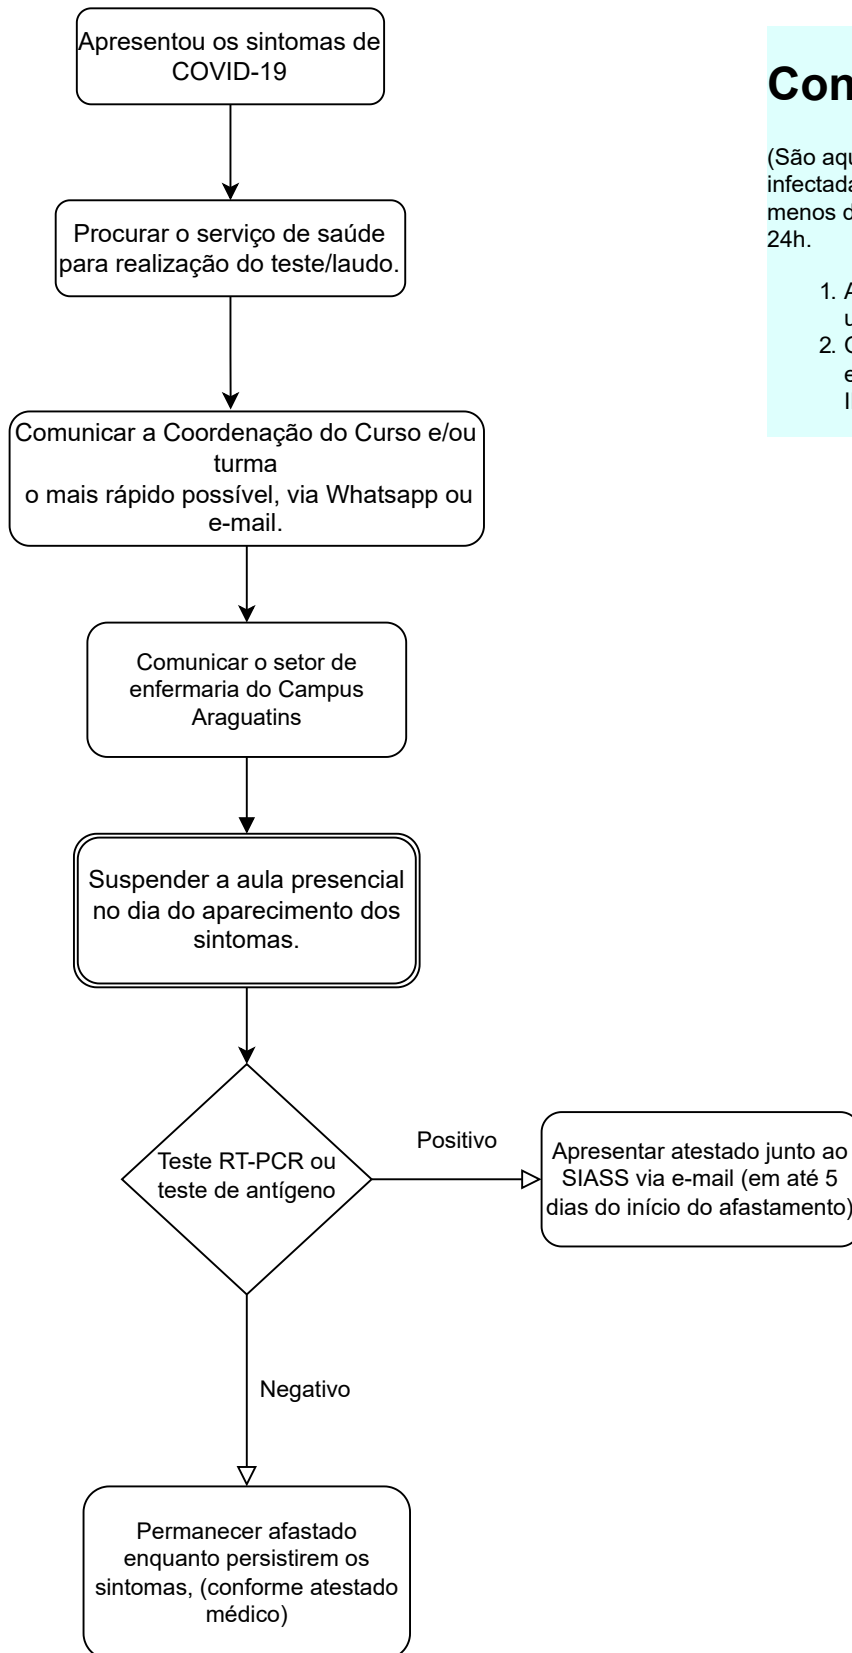 Apresentou os sintomas de
COVID-19
Procurar o serviço de saúde
para realização do teste/laudo.
Comunicar a Coordenação do Curso e/ou
turma
o mais rápido possível, via Whatsapp ou
e-mail.
Comunicar o setor de
enfermaria do Campus
Araguatins
Suspender a aula presencial
no dia do aparecimento dos
sintomas.
Teste RT-PCR ou
teste de antígeno
Positivo
Apresentar atestado junto ao
SIASS via e-mail (em até 5
dias do início do afastamento)
Negativo
Permanecer afastado
enquanto persistirem os
sintomas, (conforme atestado
médico)
(São
menos
24h.
1.
2.